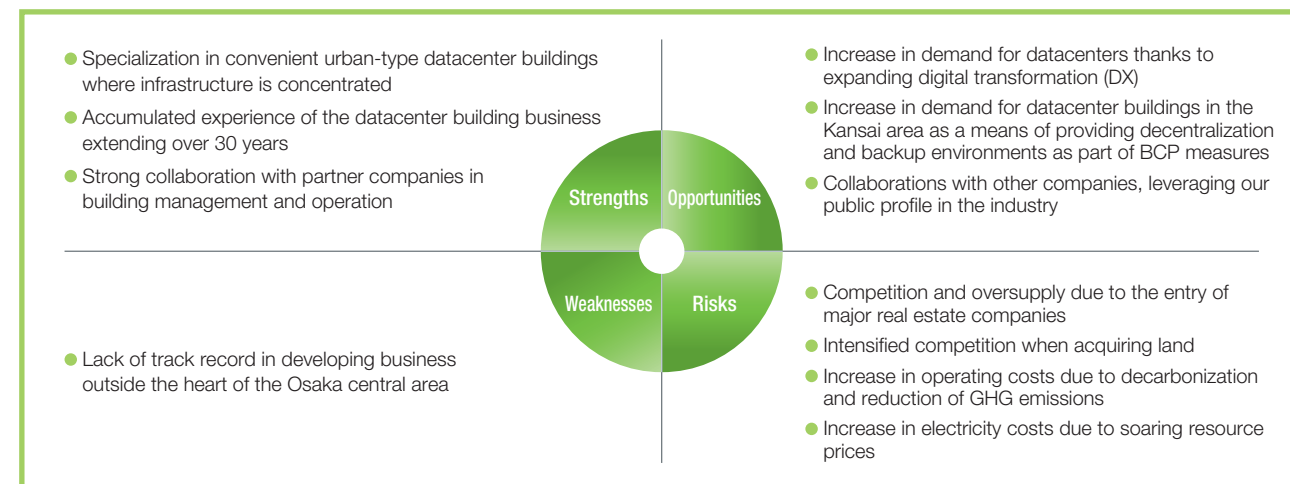 ● Specialization in convenient urban-type datacenter buildings
where infrastructure is concentrated
● Accumulated experience of the datacenter building business
extending over 30 years
● Strong collaboration with partner companies in
building management and operation
● Increase in demand for datacenters thanks to
expanding digital transformation (DX)
● Increase in demand for datacenter buildings in the
Kansai area as a means of providing decentralization
and backup environments as part of BCP measures
● Collaborations with other companies, leveraging our
public profile in the industry
Strengths
Opportunities
Weaknesses
Risks
● Lack of track record in developing business
outside the heart of the Osaka central area
● Competition and oversupply due to the entry of
major real estate companies
● Intensified competition when acquiring land
● Increase in operating costs due to decarbonization
and reduction of GHG emissions
● Increase in electricity costs due to soaring resource
prices